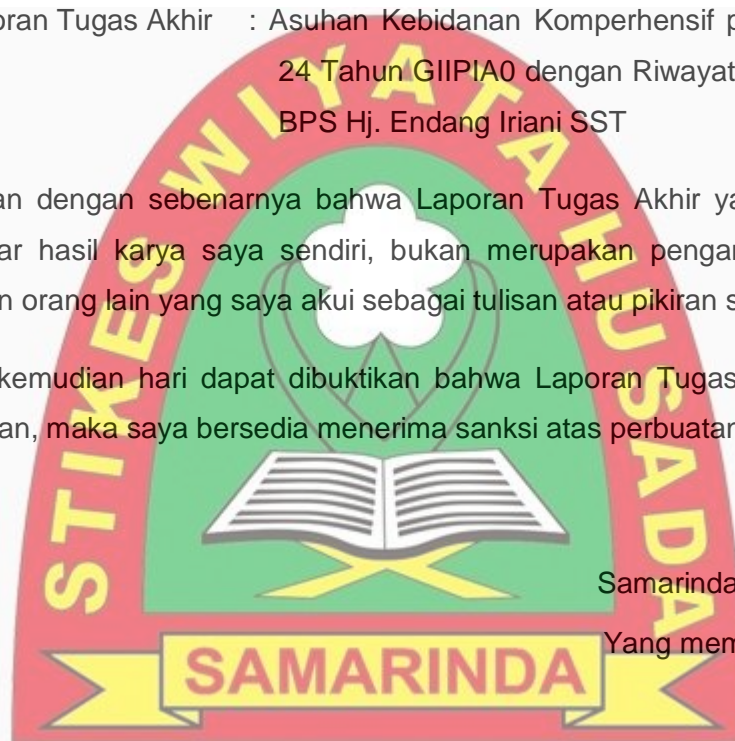 oran Tugas Akhir : Asuhan Kebidanan Komperhensif p
24 Tahun GIIPIA0 dengan Riwayat
BPS Hj. Endang Iriani SST
an dengan sebenarnya bahwa Laporan Tugas Akhir ya
ar hasil karya saya sendiri, bukan merupakan pengar
n orang lain yang saya akui sebagai tulisan atau pikiran s
kemudian hari dapat dibuktikan bahwa Laporan Tugas
an, maka saya bersedia menerima sanksi atas perbuatan
Samarinda
Yang mem
STIKES WIYATA HUSADA
SAMARINDA